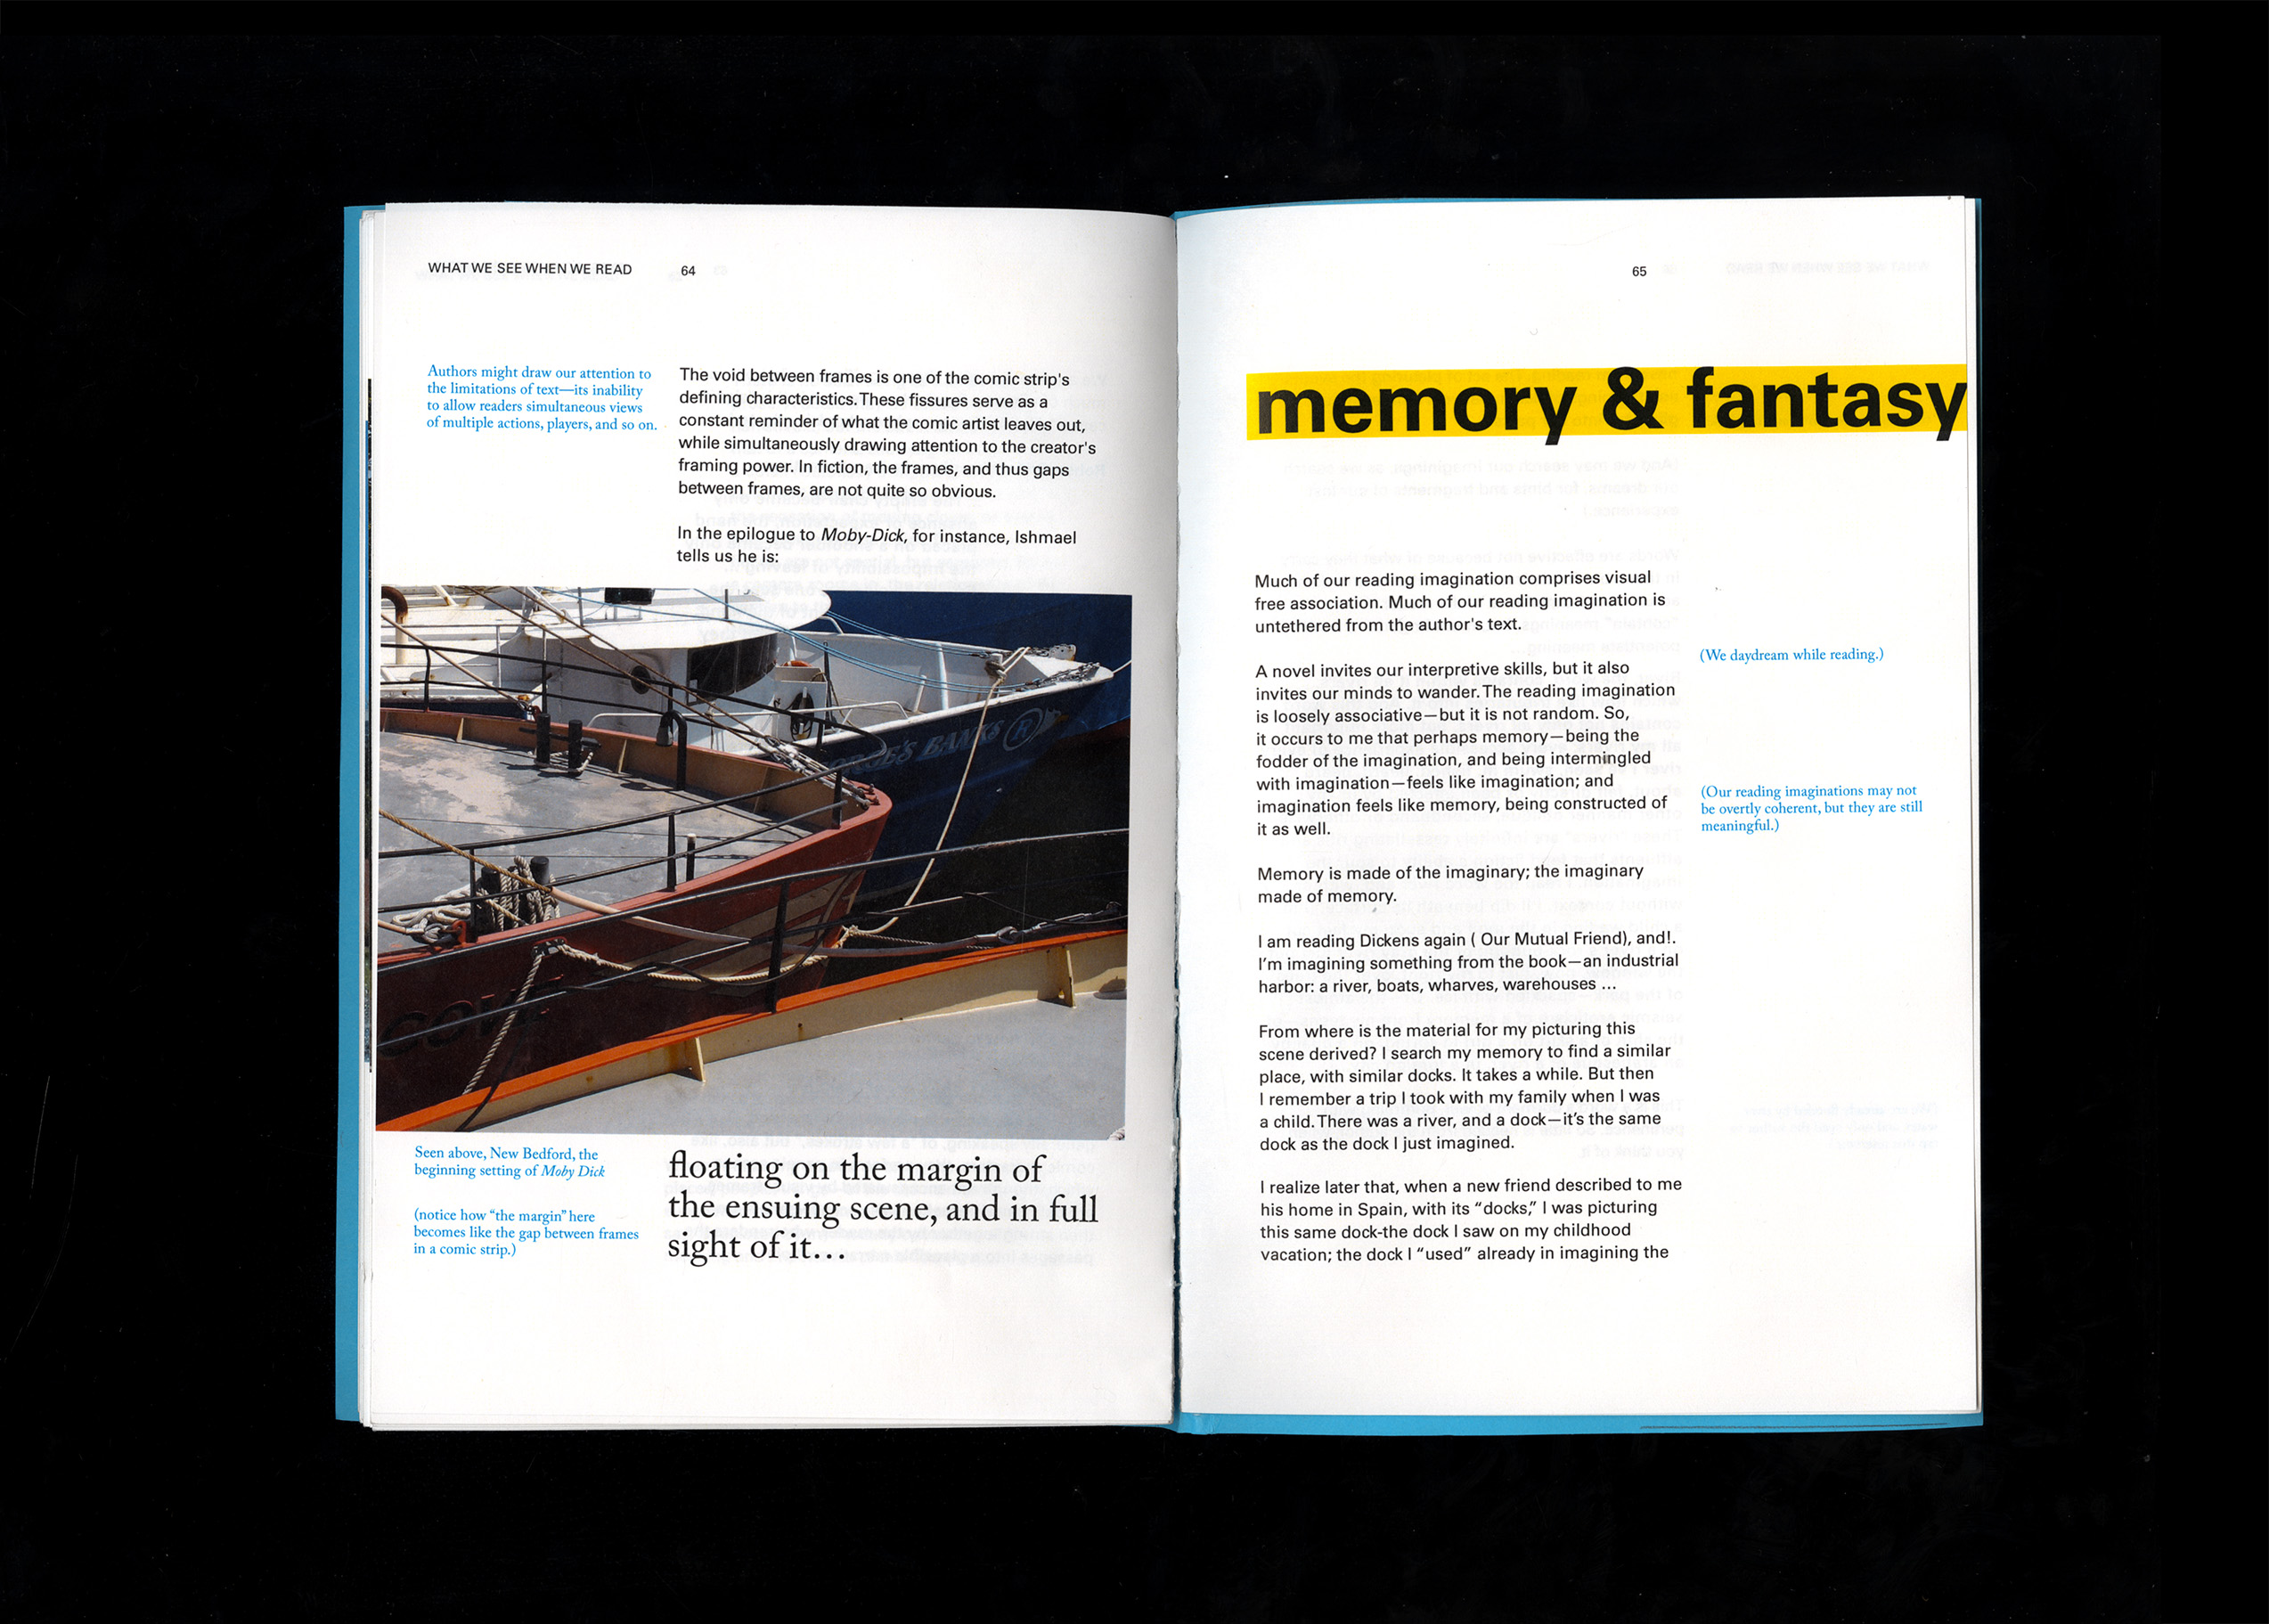 WHAT WE SEE WHEN WE READ 64
Authors might draw our attention to
the limitations of text—its inability
to allow readers simultaneous views
of multiple actions, players, and so on.
The void between frames is one of the comic strip's
defining characteristics. These fissures serve as a
constant reminder of what the comic artist leaves out,
while simultaneously drawing attention to the creator's
framing power. In fiction, the frames, and thus gaps
between frames, are not quite so obvious.
In the epilogue to Moby-Dick, for instance, Ishmael
tells us he is:
BANKS R
Seen above, New Bedford, the
beginning setting of Moby Dick
(notice how “the margin” here
becomes like the gap between frames
in a comic strip.)
floating on the margin of
the ensuing scene, and in full
sight of it…
65
memory & fantasy
Much of our reading imagination comprises visual
free association. Much of our reading imagination is
untethered from the author's text.
(We daydream while reading.)
A novel invites our interpretive skills, but it also
invites our minds to wander. The reading imagination
is loosely associative—but it is not random. So,
it occurs to me that perhaps memory—being the
fodder of the imagination, and being intermingled
with imagination—feels like imagination; and
imagination feels like memory, being constructed of
it as well.
(Our reading imaginations may not
be overtly coherent, but they are still
meaningful.)
Memory is made of the imaginary; the imaginary
made of memory.
I am reading Dickens again ( Our Mutual Friend), and!.
I’m imagining something from the book—an industrial
harbor: a river, boats, wharves, warehouses …
From where is the material for my picturing this
scene derived? I search my memory to find a similar
place, with similar docks. It takes a while. But then
I remember a trip I took with my family when I was
a child. There was a river, and a dock—it’s the same
dock as the dock I just imagined.
I realize later that, when a new friend described to me
his home in Spain, with its “docks,” I was picturing
this same dock-the dock I saw on my childhood
vacation; the dock I “used” already in imagining the